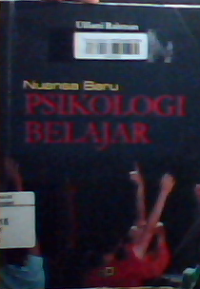 Ulfiani Rahman
Nuansa Baru
PSIKOLOGI
BELAJAR